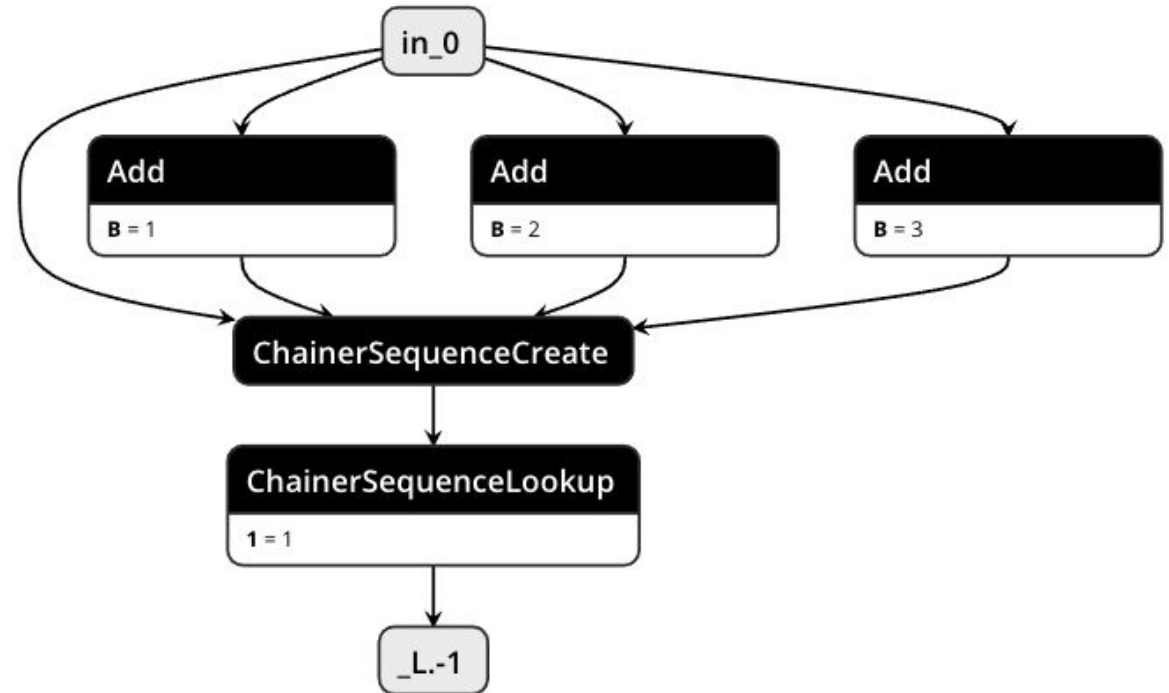 in_0
Add
B = 1
Add
B = 2
Add
B = 3
ChainerSequenceCreate
ChainerSequenceLookup
1 = 1
_L.-1